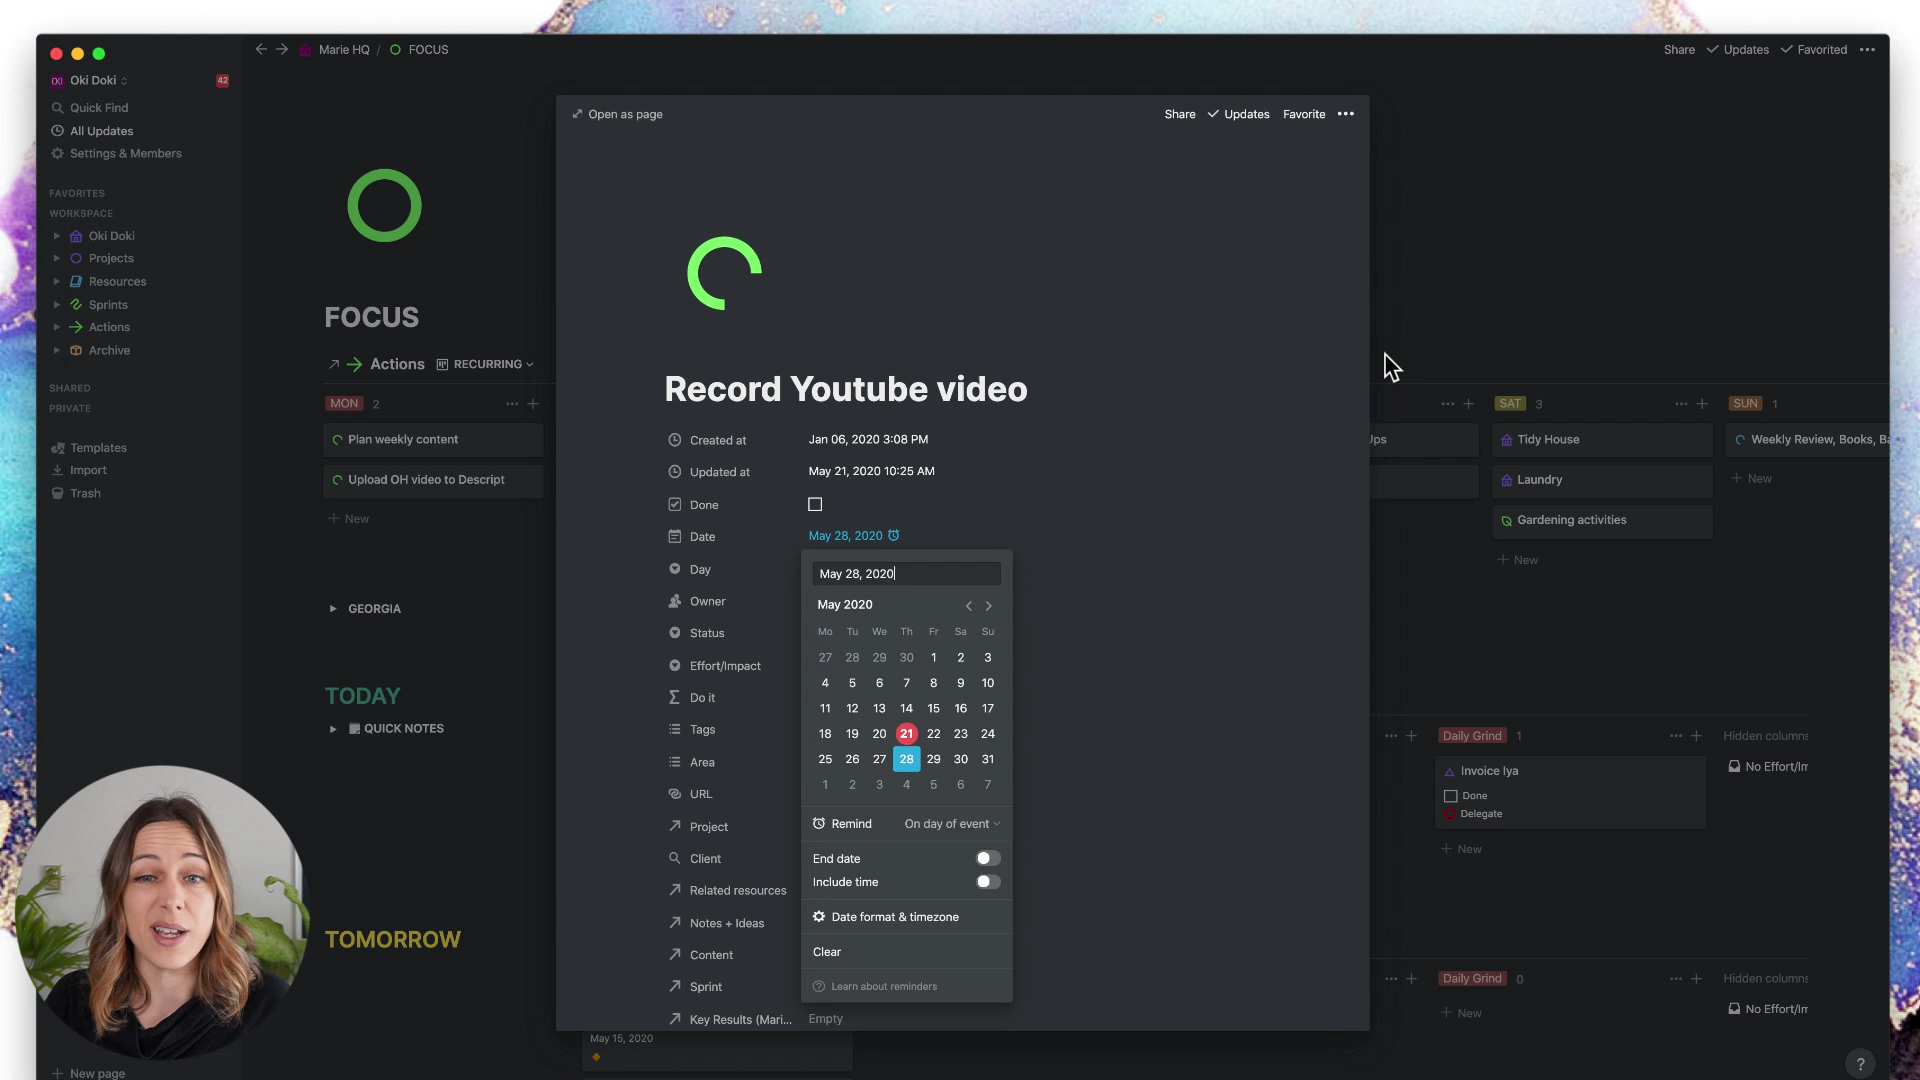 Marie HQ / FOCUS
Share Updates Favorited
Oki Doki 42
Quick Find
All Updates
Settings & Members
FAVORITES
WORKSPACE
Oki Doki
Projects
Resources
Sprints
Actions
Archive
SHARED
PRIVATE
Templates
Import
Trash
New page
FOCUS
Actions RECURRING
MON 2
Plan weekly content
Upload OH video to Descript
New
GEORGIA
TODAY
QUICK NOTES
TOMORROW
Open as page
Share Updates Favorite
Record Youtube video
Created at Jan 06, 2020 3:08 PM
Updated at May 21, 2020 10:25 AM
Done
Date May 28, 2020
Day
Owner
Status
Effort/Impact
Do it
Tags
Area
URL
Project
Client
Related resources
Notes + Ideas
Content
Sprint
Key Results (Mari... Empty
May 28, 2020
May 2020
Mo Tu We Th Fr Sa Su
27 28 29 30 1 2 3
4 5 6 7 8 9 10
11 12 13 14 15 16 17
18 19 20 21 22 23 24
25 26 27 28 29 30 31
1 2 3 4 5 6 7
Remind On day of event
End date
Include time
Date format & timezone
Clear
Learn about reminders
May 15, 2020
SAT 3
Tidy House
Laundry
Gardening activities
New
SUN 1
Weekly Review, Books, Ba
New
Daily Grind 1
Hidden columns
Invoice Iya
Done
Delegate
New
No Effort/Im
Daily Grind 0
Hidden columns
New
No Effort/Im
?